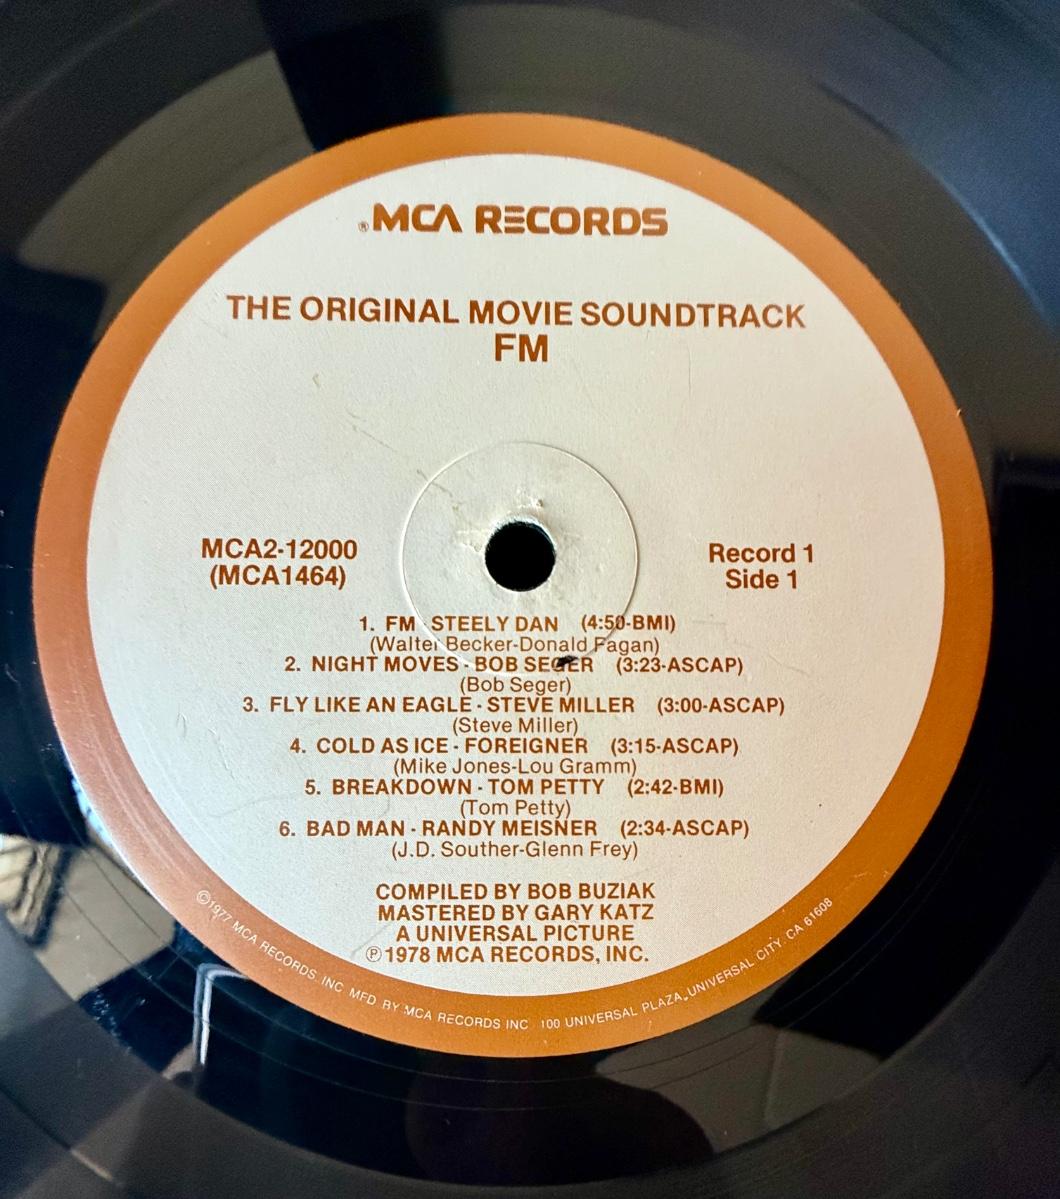 ® MCA RECORDS
THE ORIGINAL MOVIE SOUNDTRACK
FM
MCA2-12000
(MCA1464)
Record 1
Side 1
1. FM STEELY DAN (4:50-BMI)
(Walter Becker-Donald Fagan)
2. NIGHT MOVES - BOB SEGER (3:23-ASCAP)
(Bob Seger)
3. FLY LIKE AN EAGLE - STEVE MILLER (3:00-ASCAP)
(Steve Miller)
4. COLD AS ICE - FOREIGNER (3:15-ASCAP)
(Mike Jones-Lou Gramm)
5. BREAKDOWN - TOM PETTY (2:42-BMI)
(Tom Petty)
6. BAD MAN - RANDY MEISNER (2:34-ASCAP)
(J.D. Souther-Glenn Frey)
COMPILED BY BOB BUZIAK
MASTERED BY GARY KATZ
A UNIVERSAL PICTURE
℗ 1978 MCA RECORDS, INC.
© 1977 MCA RECORDS, INC MFD BY MCA RECORDS INC 100 UNIVERSAL PLAZA, UNIVERSAL CITY. CA 61608